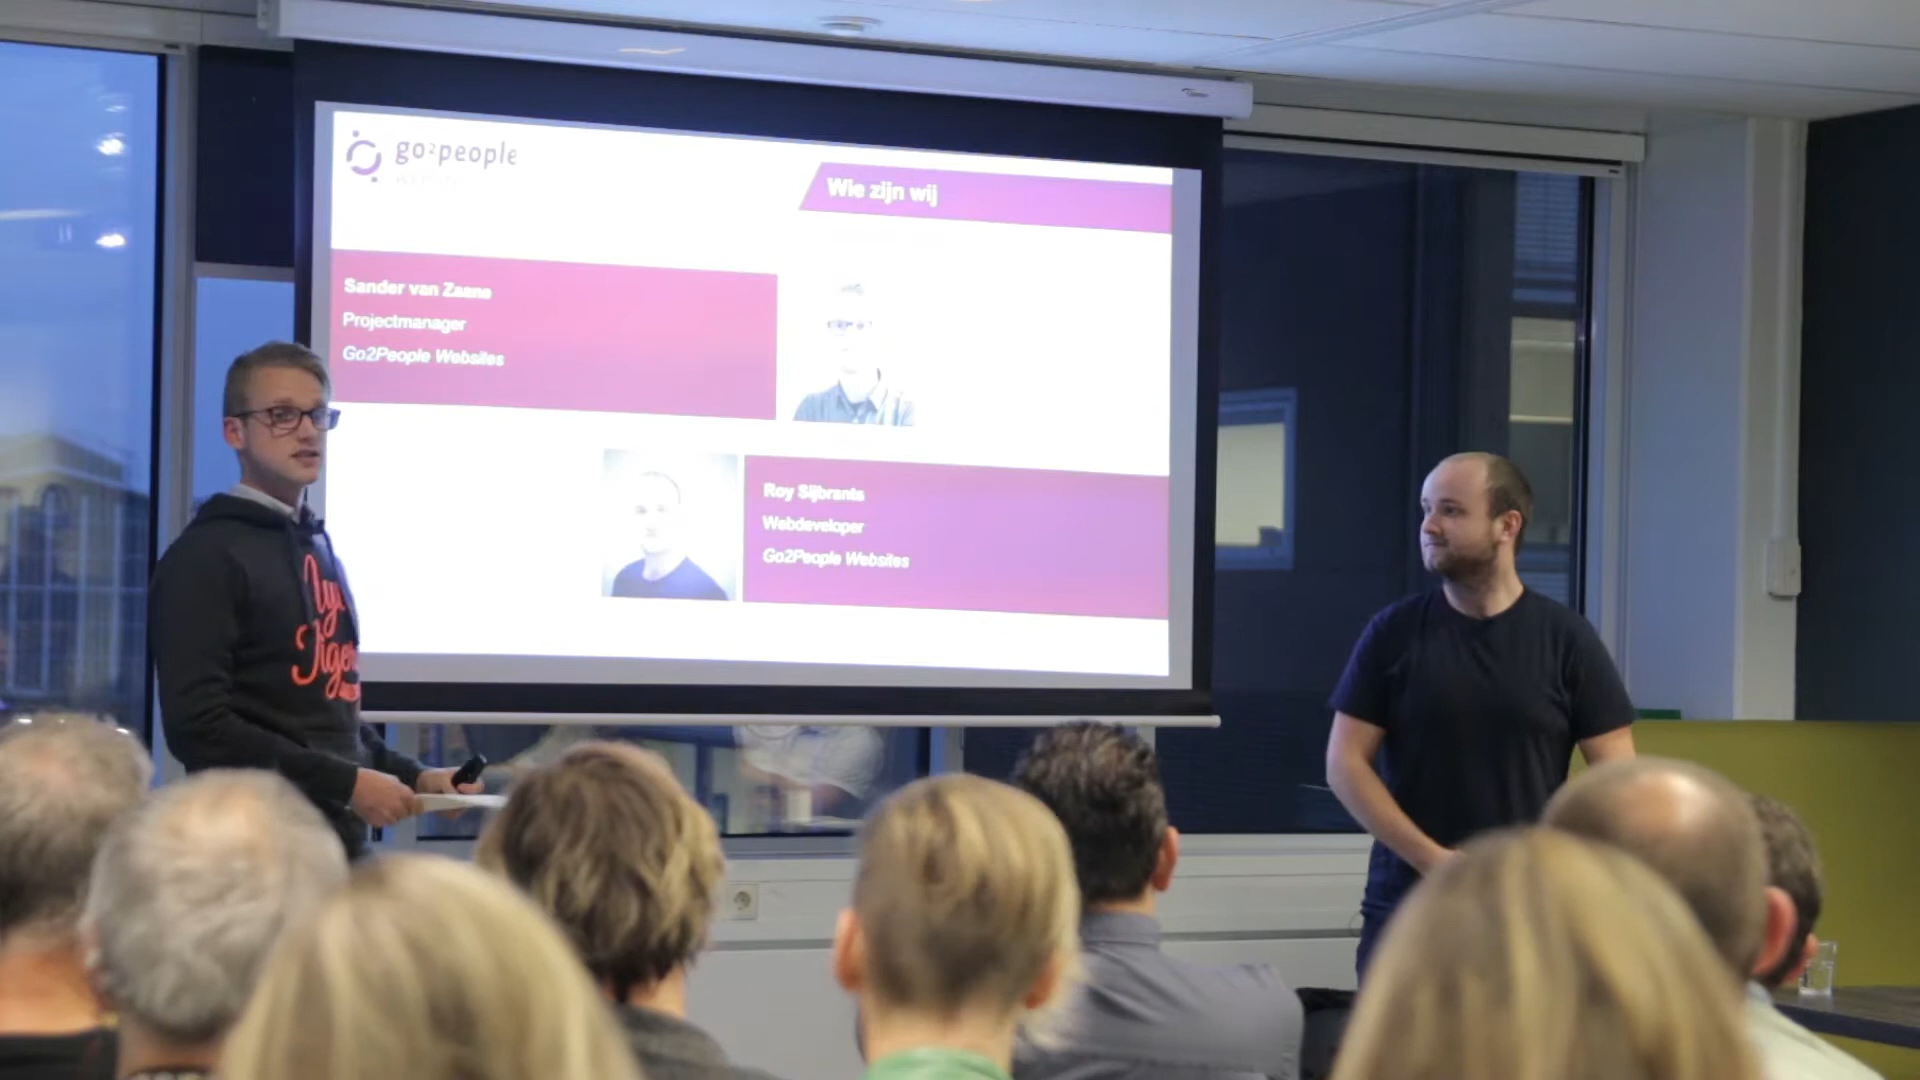 go²people
Wie zijn wij
Sander van Zaane
Projectmanager
Go2People Websites
Roy Sijbrants
Webdeveloper
Go2People Websites